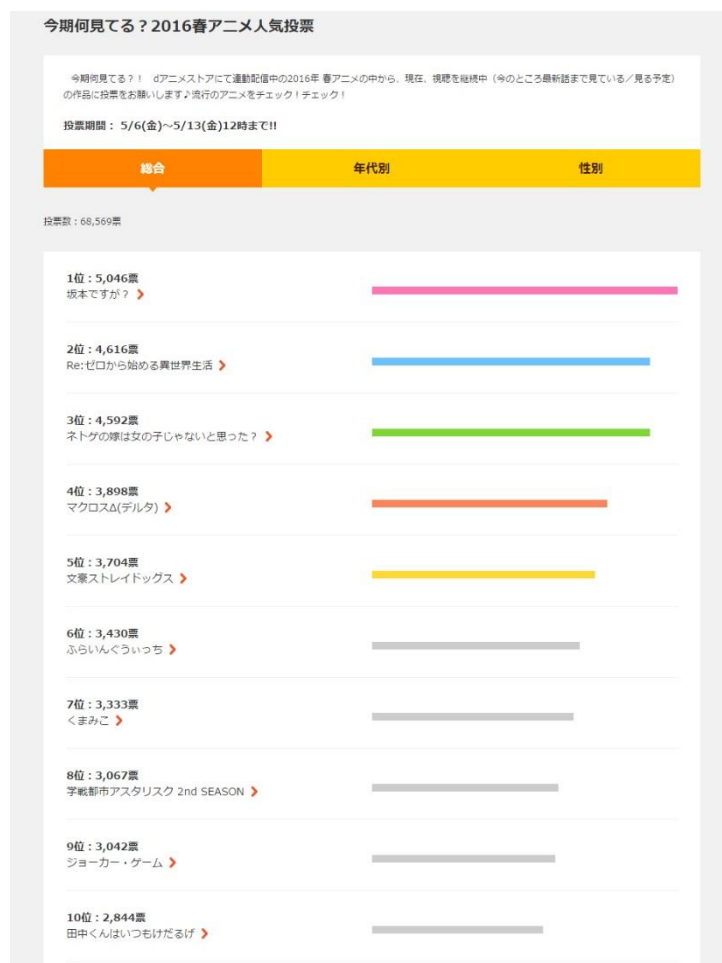 今期何見てる？2016春アニメ人気投票
今期何見てる？！ dアニメストアにて連動配信中の2016年 春アニメの中から、現在、視聴を継続中（今のところ最新話まで見ている／見る予定）
の作品に投票をお願いします♪流行のアニメをチェック！チェック！
投票期間： 5/6(金)～5/13(金)12時まで!!
総合 年代別 性別
投票数：68,569票
1位：5,046票
坂本ですが？
2位：4,616票
Re:ゼロから始める異世界生活
3位：4,592票
ネトゲの嫁は女の子じゃないと思った？
4位：3,898票
マクロスΔ(デルタ)
5位：3,704票
文豪ストレイドッグス
6位：3,430票
ふらいんぐうぃっち
7位：3,333票
くまみこ
8位：3,067票
学戦都市アスタリスク 2nd SEASON
9位：3,042票
ジョーカー・ゲーム
10位：2,844票
田中くんはいつもけだるげ